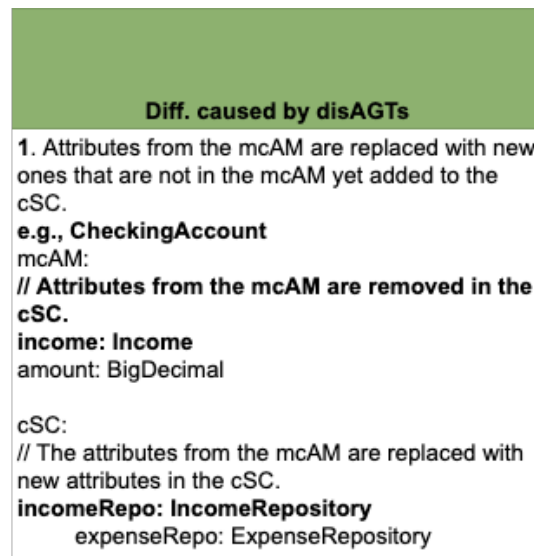 Diff. caused by disAGTs
1. Attributes from the mcAM are replaced with new
ones that are not in the mcAM yet added to the
cSC.
e.g., CheckingAccount
mcAM:
// Attributes from the mcAM are removed in the
cSC.
income: Income
amount: BigDecimal
cSC:
// The attributes from the mcAM are replaced with
new attributes in the cSC.
incomeRepo: IncomeRepository
expenseRepo: ExpenseRepository